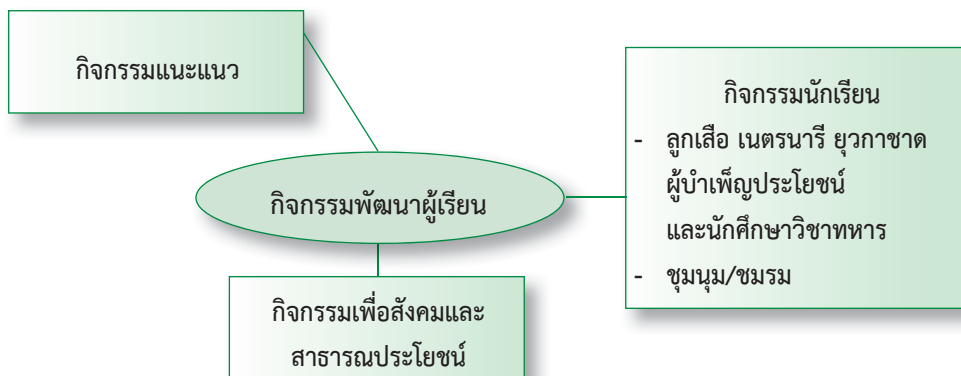 กิจกรรมแนะแนว
กิจกรรมนักเรียน
- ลูกเสือ เนตรนารี ยุวกาชาด
ผู้บำเพ็ญประโยชน์
และนักศึกษาวิชาทหาร
- ชุมนุม/ชมรม
กิจกรรมพัฒนาผู้เรียน
กิจกรรมเพื่อสังคมและ
สาธารณประโยชน์